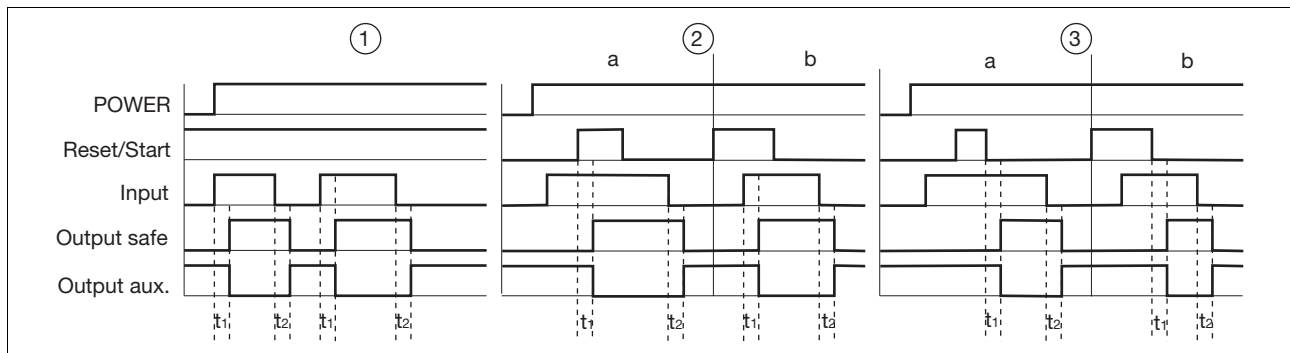 ① ② ③
a b a b
POWER
Reset/Start
Input
Output safe
Output aux.
t1 t2 t1 t2 t1 t2 t1 t2 t1 t2 t1 t2